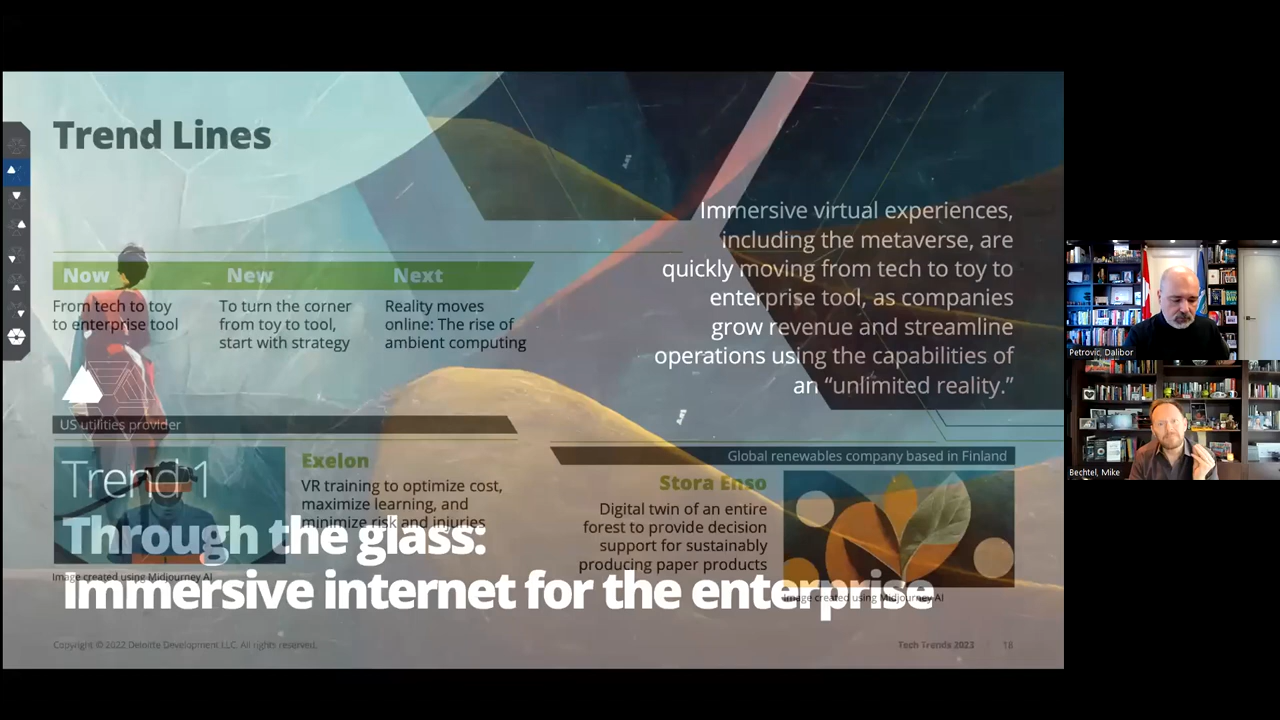 Trend Lines
Now
New
Next
From tech to toy
to enterprise tool
To turn the corner
from toy to tool,
start with strategy
Reality moves
online: The rise of
ambient computing
Immersive virtual experiences,
including the metaverse, are
quickly moving from tech to toy to
enterprise tool, as companies
grow revenue and streamline
operations using the capabilities of
an “unlimited reality.”
US utilities provider
Exelon
VR training to optimize cost,
maximize learning, and
minimize risk and injuries
Image created using Midjourney AI
Global renewables company based in Finland
Stora Enso
Digital twin of an entire
forest to provide decision
support for sustainably
producing paper products
Image created using Midjourney AI
Trend 1
Through the glass:
Immersive internet for the enterprise
Copyright © 2022 Deloitte Development LLC. All rights reserved.
Tech Trends 2023
18
Petrovic, Dalibor
Bechtel, Mike